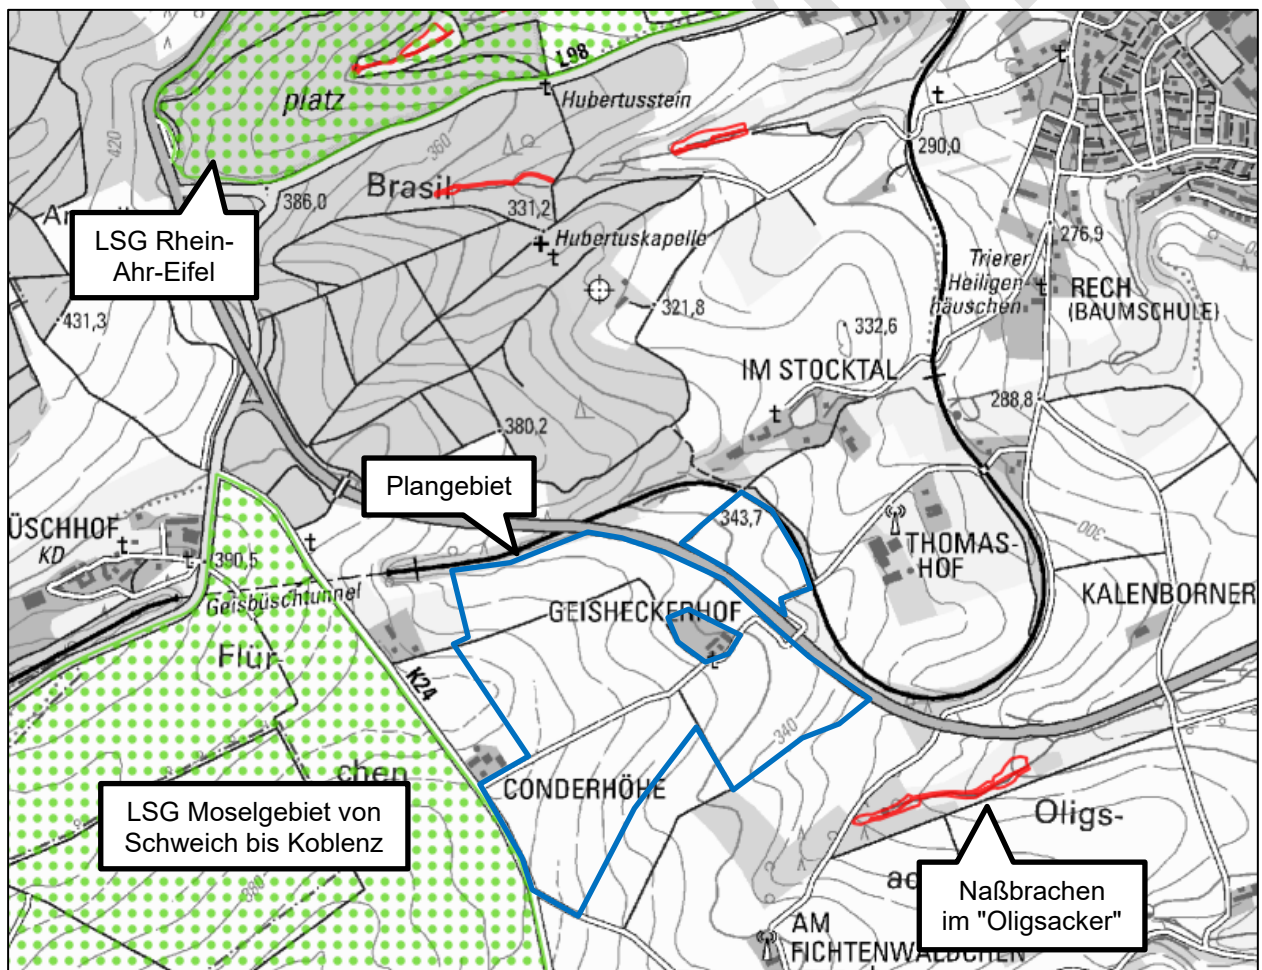 L98
platz
Hubertusstein
420
360
290,0
Brasil
386,0
331,2
LSG Rhein-
Ahr-Eifel
Hubertuskapelle
276,9
Trierer
Heiligen
häuschen
RECH
(BAUMSCHULE)
431,3
321,8
332,6
IM STOCKTAL
288,8
380,2
Plangebiet
343,7
300
ÜSCHHOF
KD
390,5
THOMAS-
HOF
Geisbüschtunnel
GEISHECKERHOF
KALENBORNER
Flür-
K24
340
chen
CONDERHÖHE
LSG Moselgebiet von
Schweich bis Koblenz
Oligs-
380
Naßbrachen
im "Oligsacker"
AM
FICHTENWÄLDCHEN